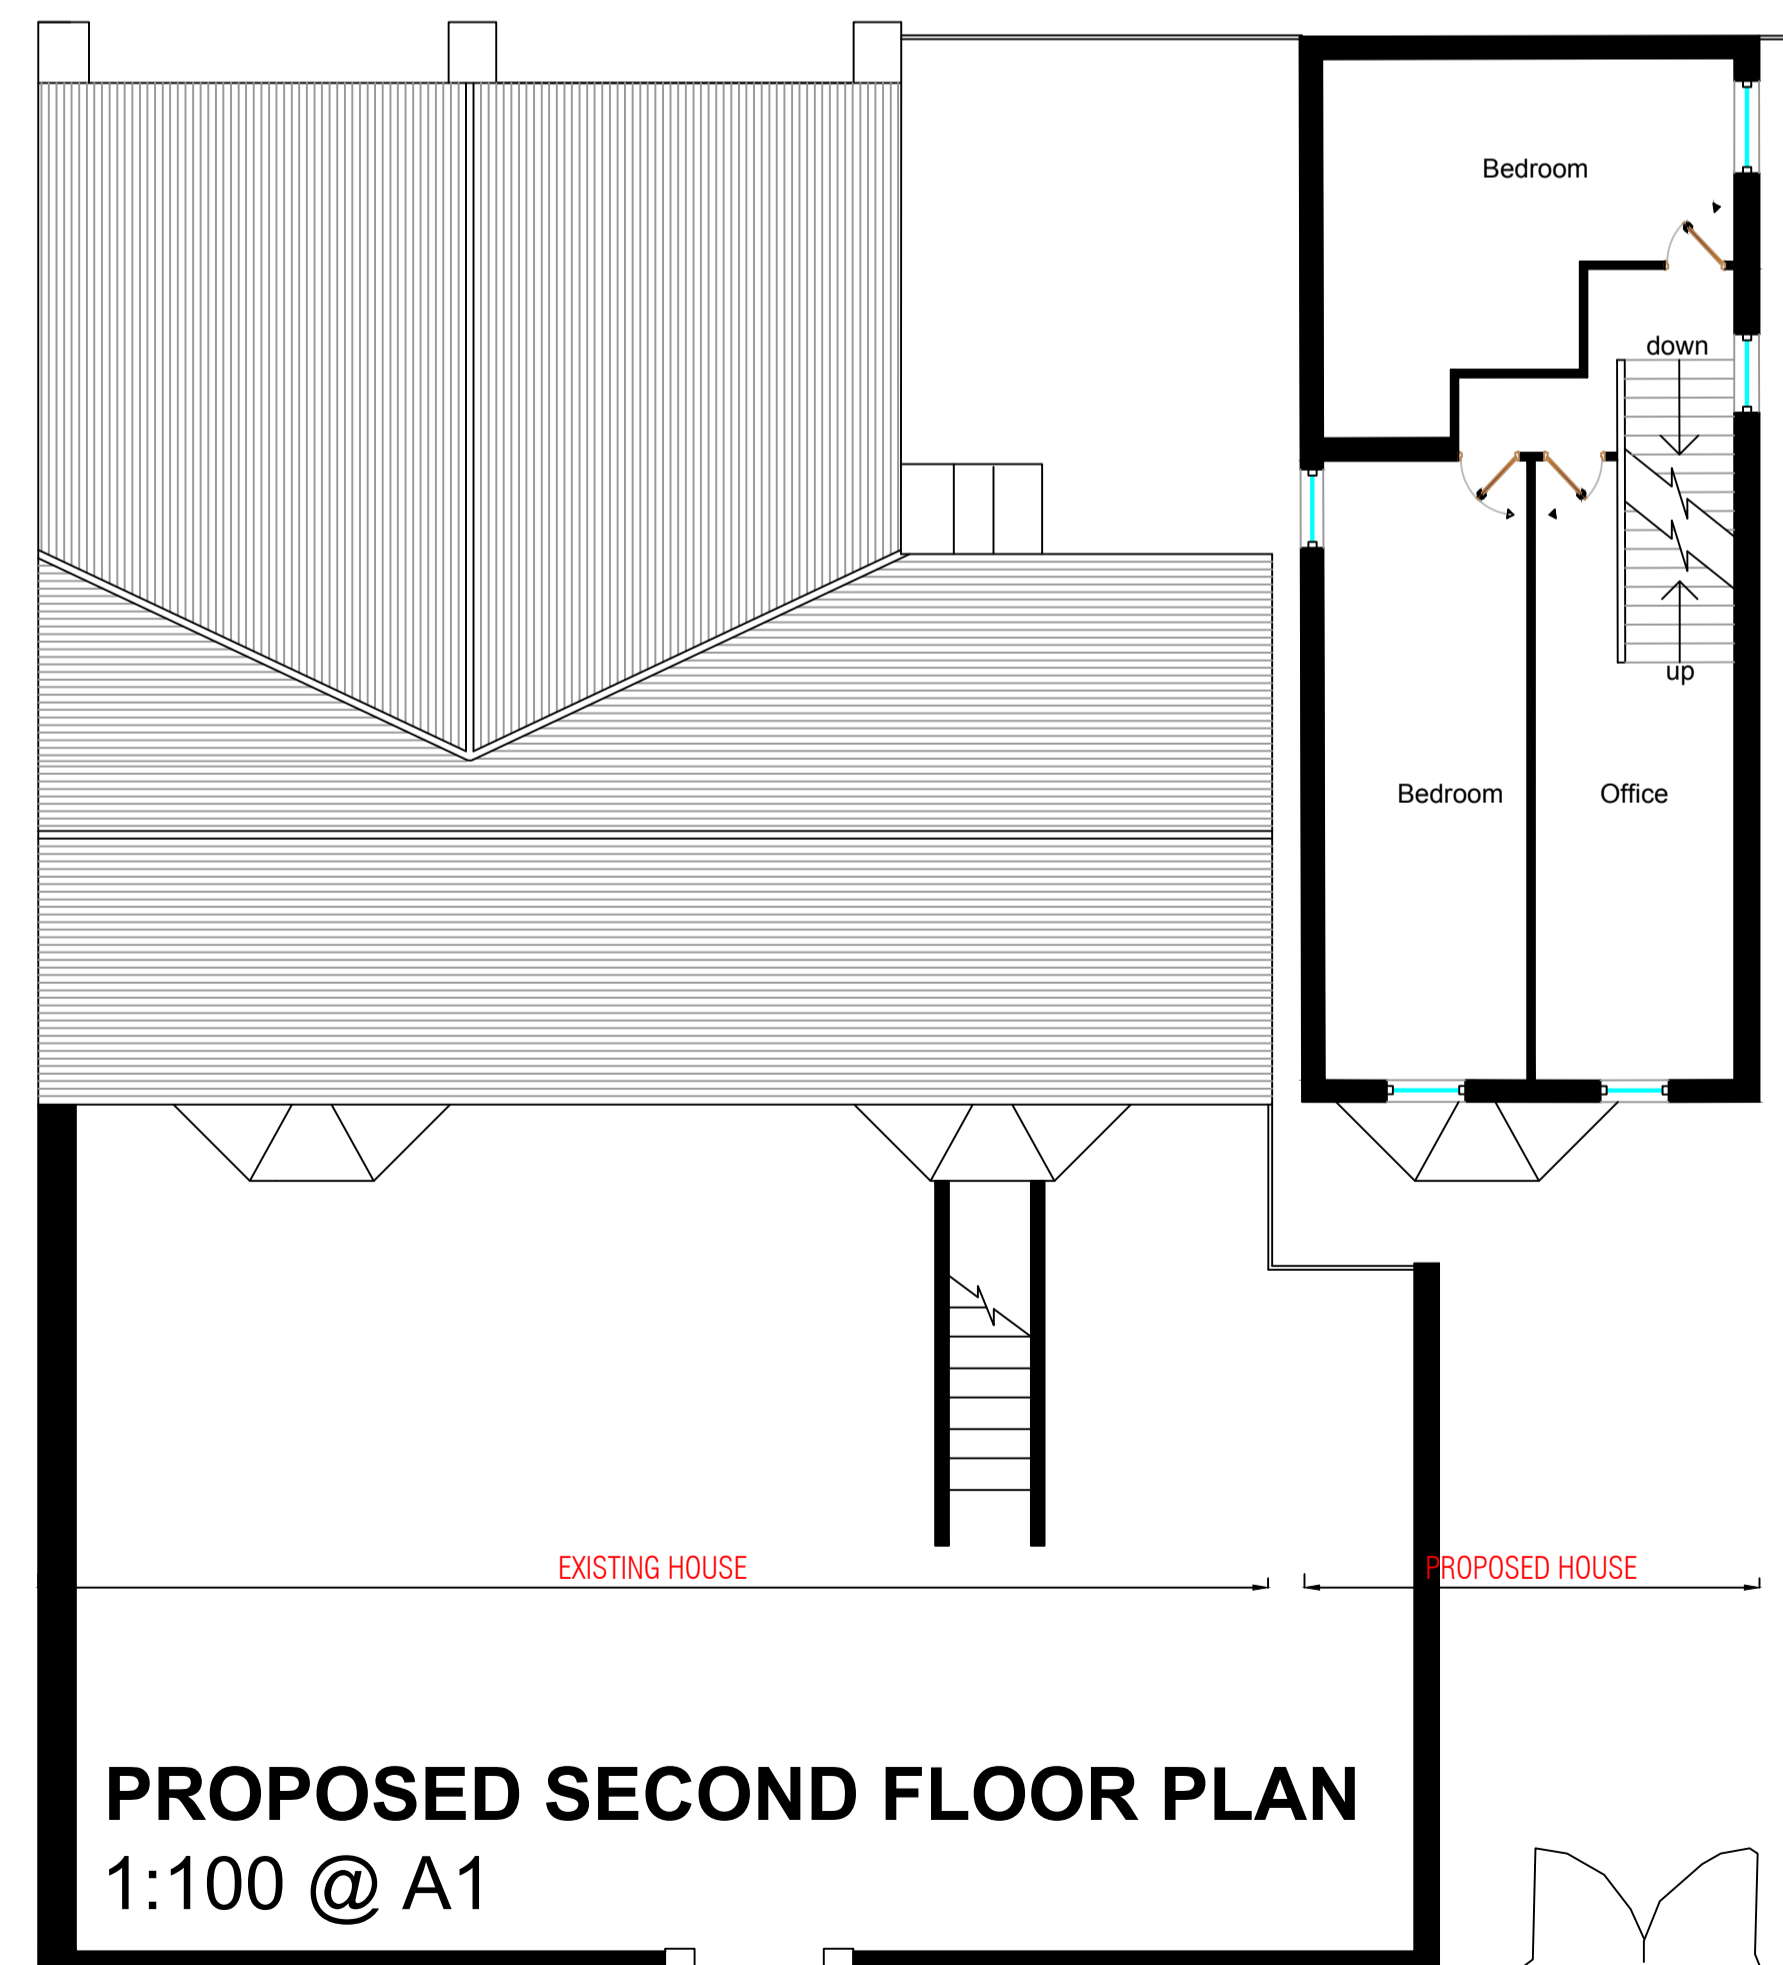 Bedroom
down
up
Bedroom
Office
EXISTING HOUSE
PROPOSED HOUSE
PROPOSED SECOND FLOOR PLAN
1:100 @ A1